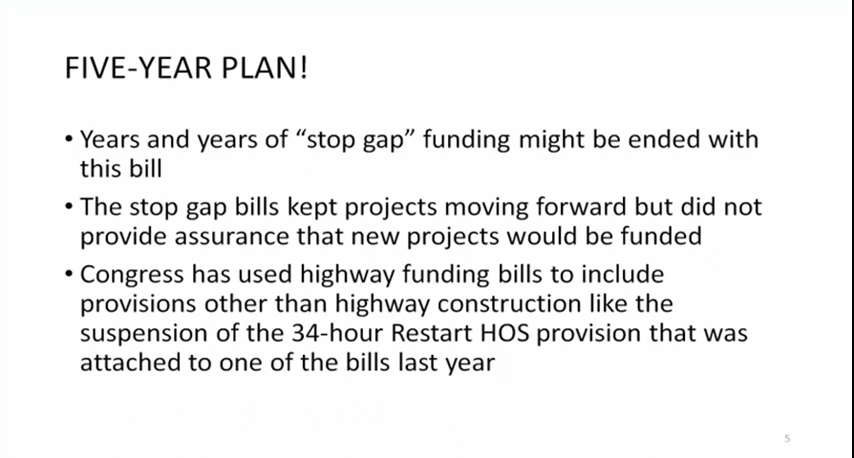 FIVE-YEAR PLAN!
• Years and years of “stop gap” funding might be ended with
this bill
• The stop gap bills kept projects moving forward but did not
provide assurance that new projects would be funded
• Congress has used highway funding bills to include
provisions other than highway construction like the
suspension of the 34-hour Restart HOS provision that was
attached to one of the bills last year
5